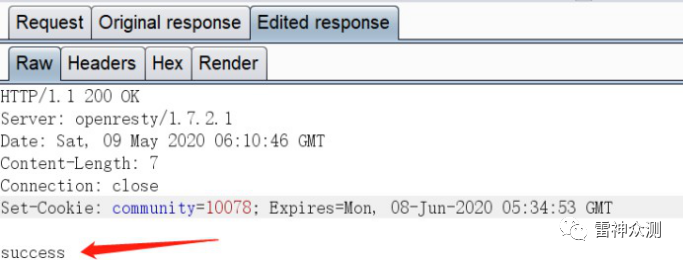 Request Original response Edited response
Raw Headers Hex Render
HTTP/1.1 200 OK
Server: openresty/1.7.2.1
Date: Sat, 09 May 2020 06:10:46 GMT
Content-Length: 7
Connection: close
Set-Cookie: community=10078; Expires=Mon, 08-Jun-2020 05:34:53 GMT
雷神众测
success